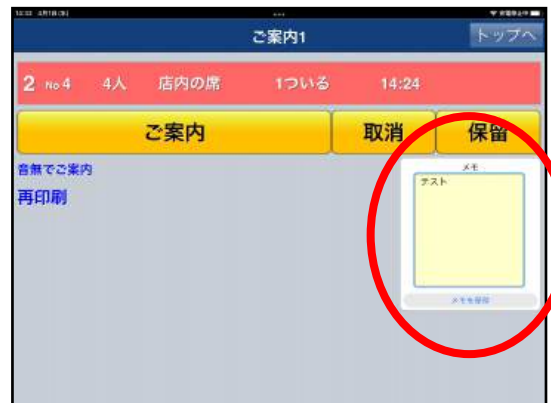 ご案内1
トップへ
2 No4 4人 店内の席 1ついる 14:24
ご案内 取消 保留
音無でご案内
再印刷
メモ
テスト
メモを保存